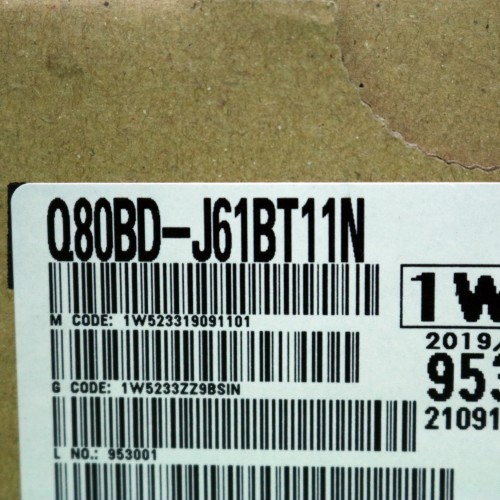 Q80BD-J61BT11N
M CODE: 1W523319091101
1W
2019/
G CODE: 1W5233ZZ9BSIN
953
21091
L NO.: 953001